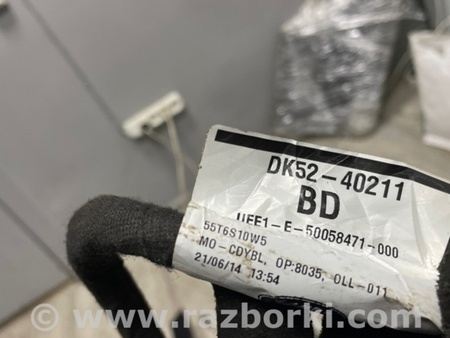 DK52-40211
BD
UFE1-E-50058471-000
55T6S10W5
MO-CDYBL, OP:8035, OLL-011
21/06/14 13:54
© www.razborki.com